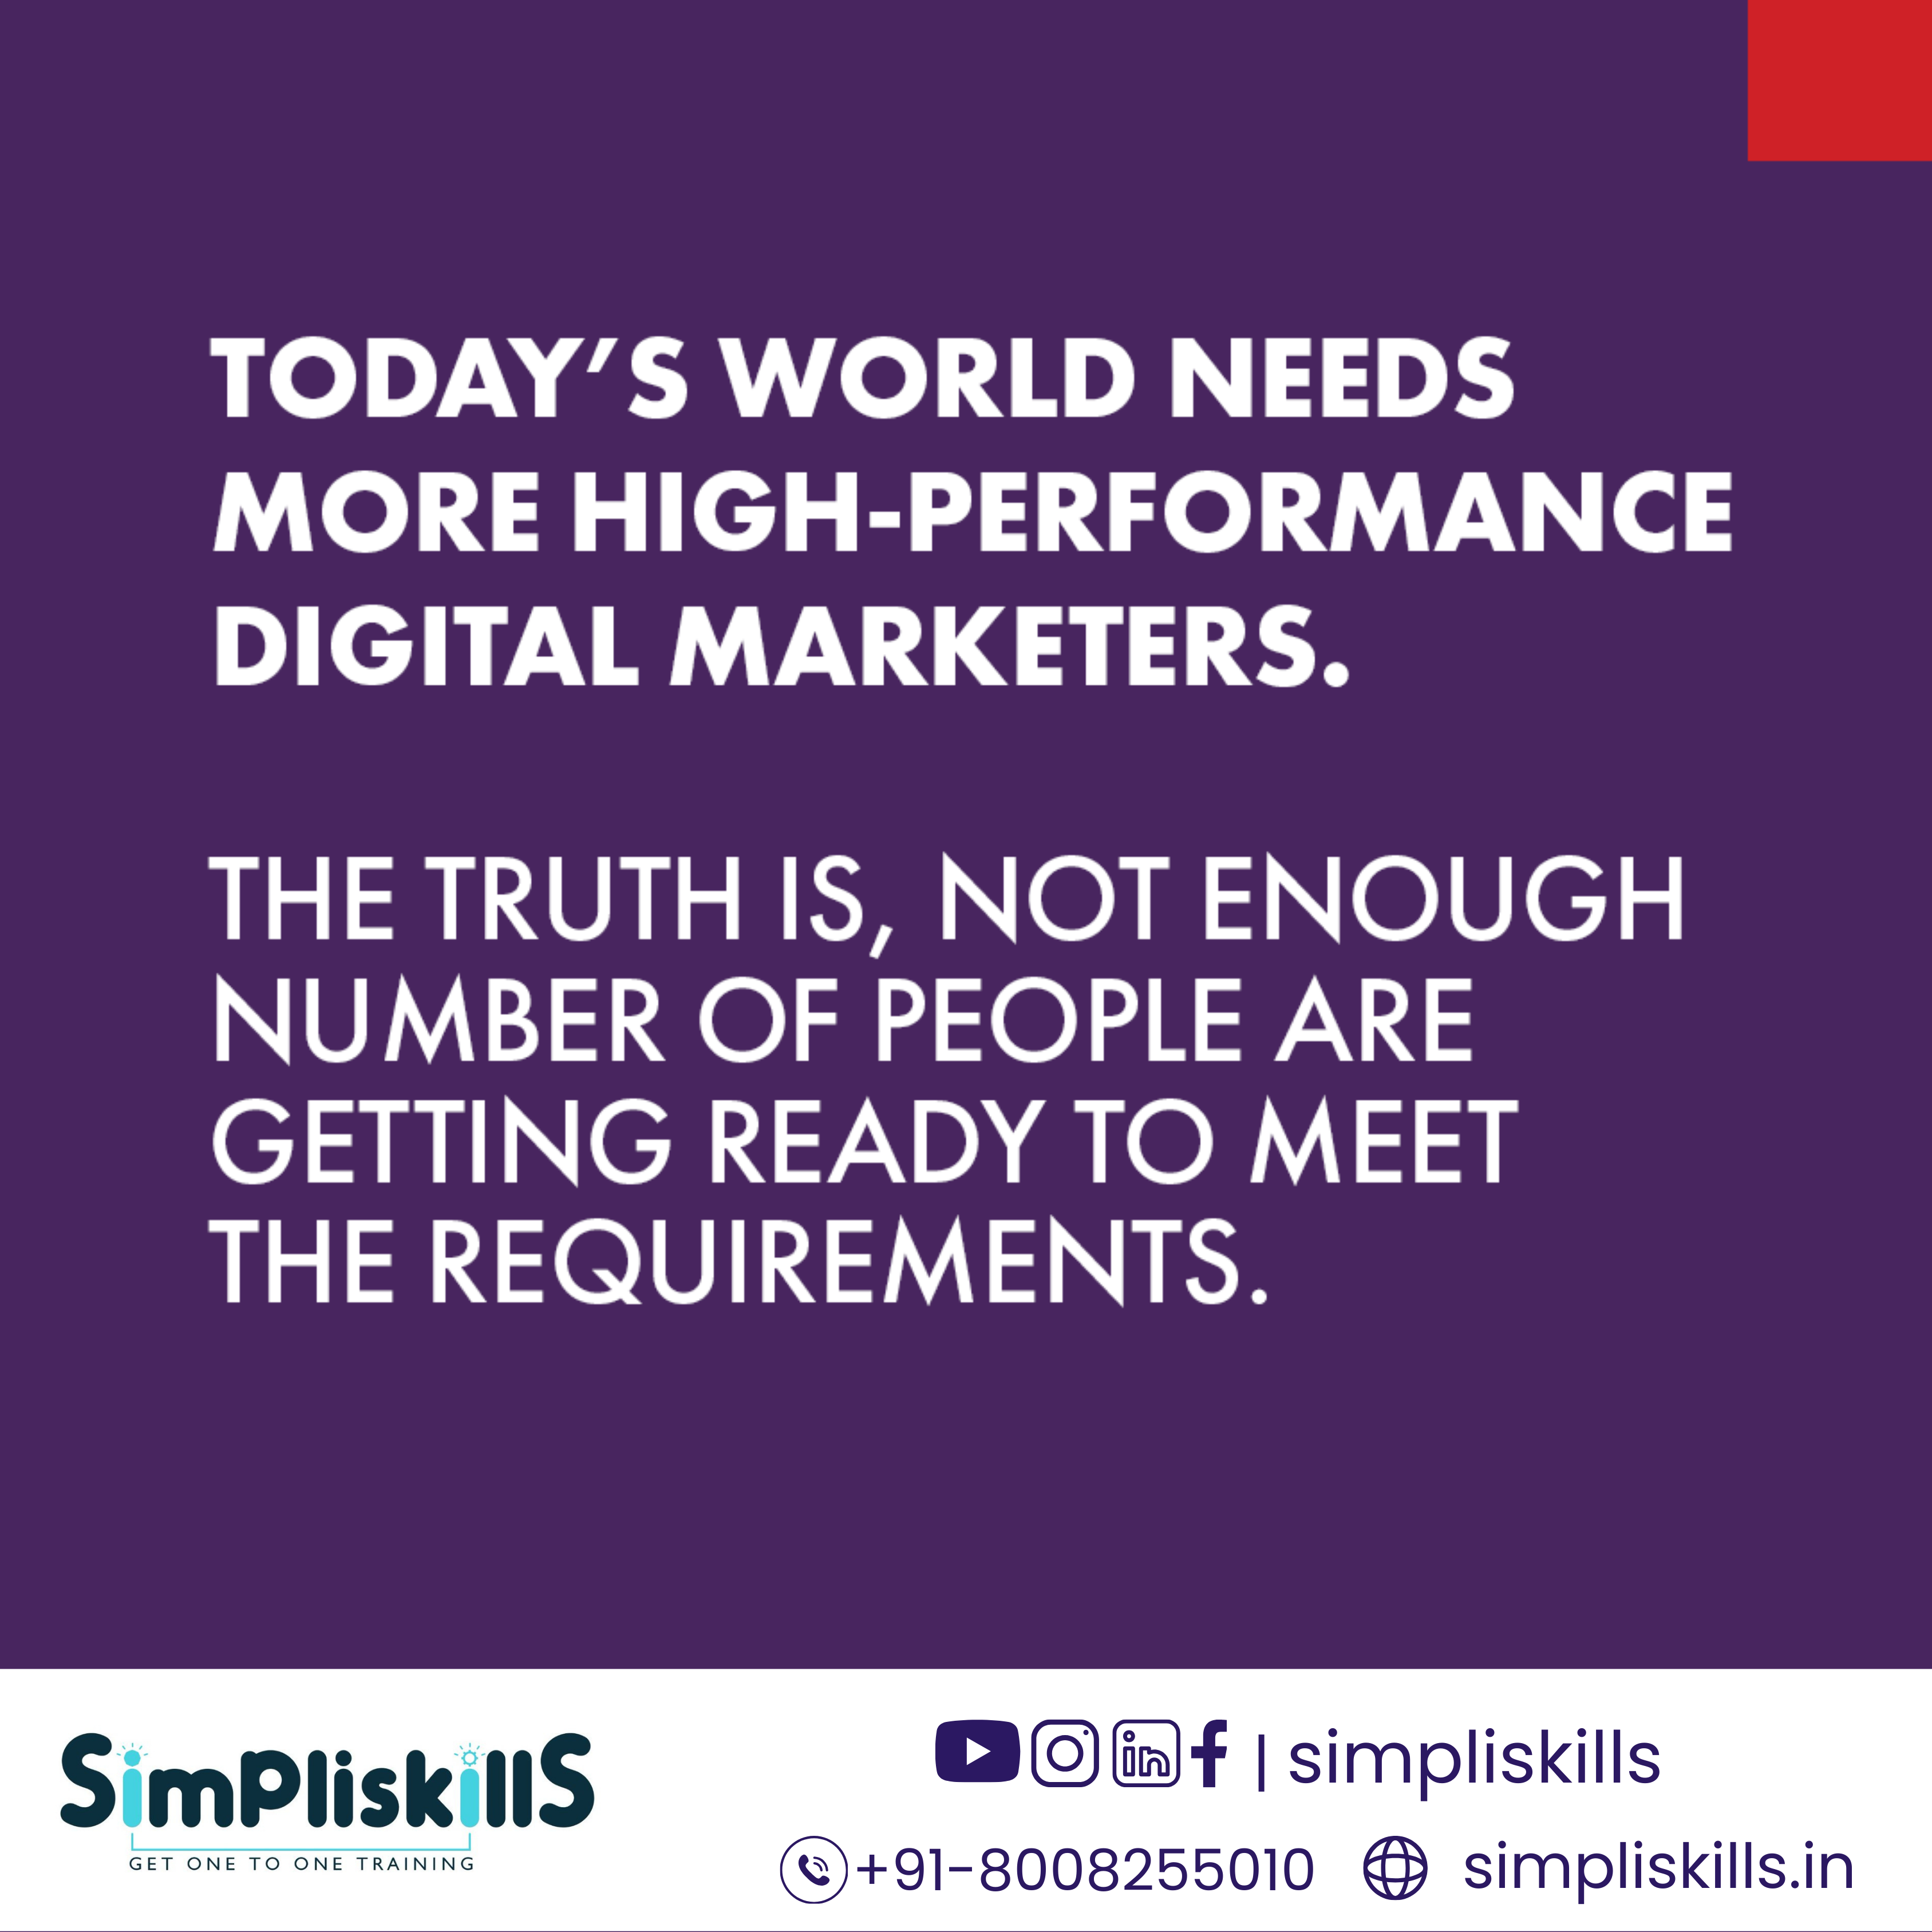 TODAY’S WORLD NEEDS
MORE HIGH-PERFORMANCE
DIGITAL MARKETERS.
THE TRUTH IS, NOT ENOUGH
NUMBER OF PEOPLE ARE
GETTING READY TO MEET
THE REQUIREMENTS.
SimPliskillS
GET ONE TO ONE TRAINING
| simpliskills
+91-8008255010 simpliskills.in